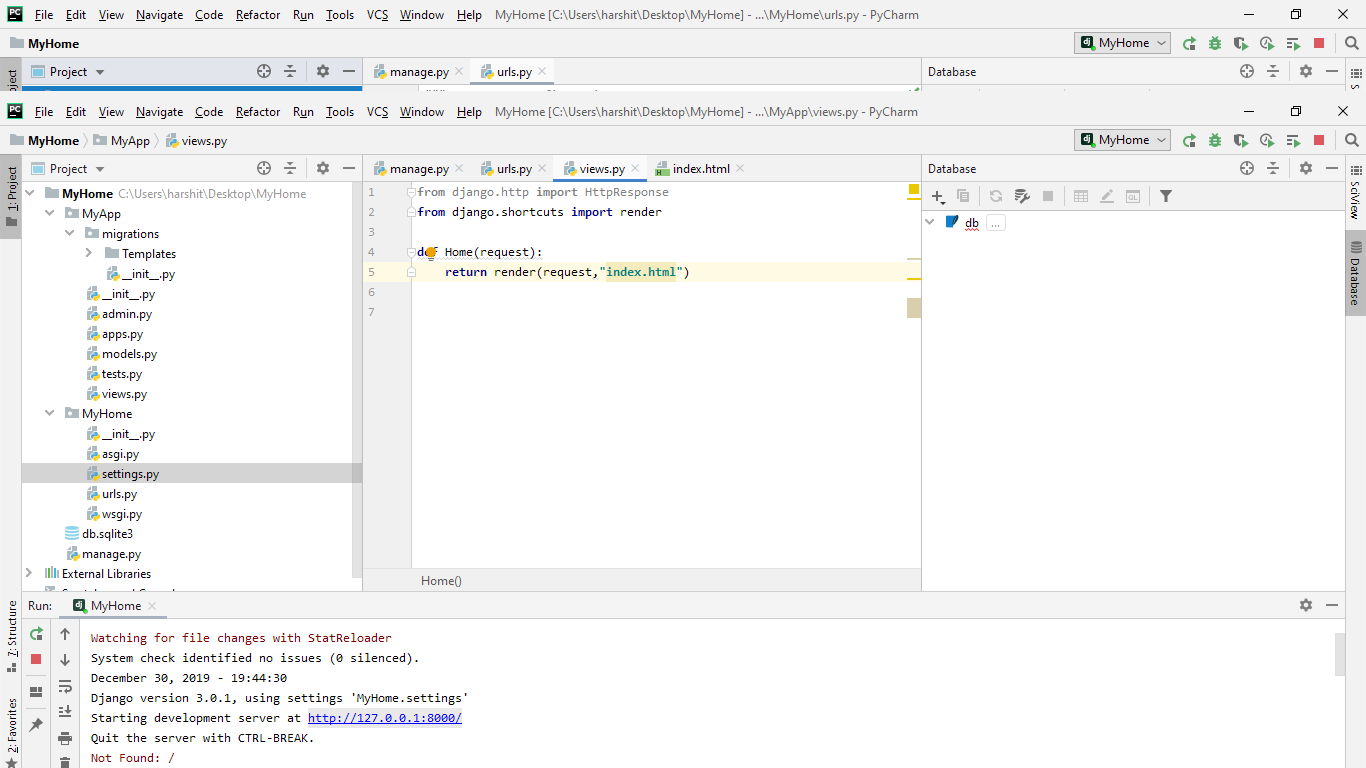 File Edit View Navigate Code Refactor Run Tools VCS Window Help MyHome [C:\Users\harshit\Desktop\MyHome] - ...\MyHome\urls.py - PyCharm
MyHome MyHome
Project manage.py urls.py Database
File Edit View Navigate Code Refactor Run Tools VCS Window Help MyHome [C:\Users\harshit\Desktop\MyHome] - ...\MyApp\views.py - PyCharm
MyHome MyApp views.py MyHome
Project manage.py urls.py views.py index.html Database
1: Project
SciView
Database
MyHome C:\Users\harshit\Desktop\MyHome
MyApp
migrations
Templates
__init__.py
__init__.py
admin.py
apps.py
models.py
tests.py
views.py
MyHome
__init__.py
asgi.py
settings.py
urls.py
wsgi.py
db.sqlite3
manage.py
External Libraries
1 from django.http import HttpResponse
2 from django.shortcuts import render
3
4 def Home(request):
5 return render(request,"index.html")
6
7
Home()
db ...
Run: MyHome
7: Structure
2: Favorites
Watching for file changes with StatReloader
System check identified no issues (0 silenced).
December 30, 2019 - 19:44:30
Django version 3.0.1, using settings 'MyHome.settings'
Starting development server at http://127.0.0.1:8000/
Quit the server with CTRL-BREAK.
Not Found: /